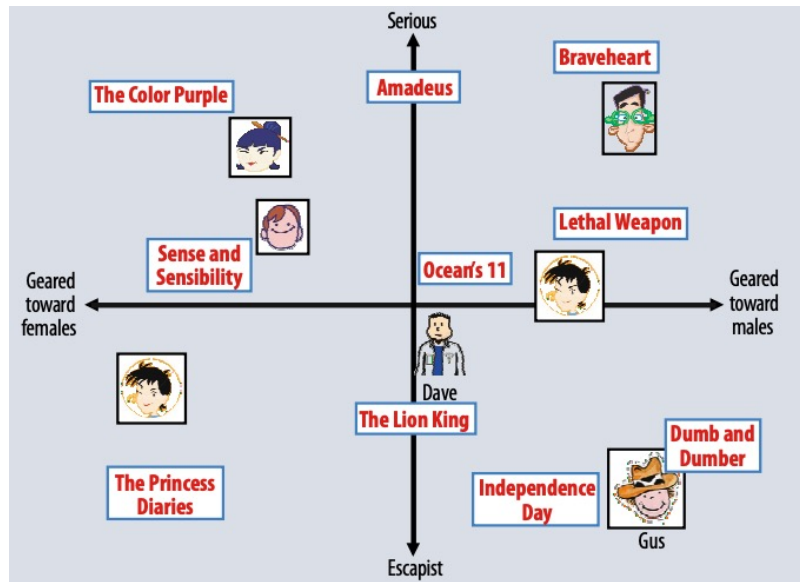 Serious
Braveheart
Amadeus
The Color Purple
Lethal Weapon
Sense and
Sensibility
Ocean's 11
Geared
toward
females
Geared
toward
males
Dave
The Lion King
Dumb and
Dumber
The Princess
Diaries
Independence
Day
Gus
Escapist